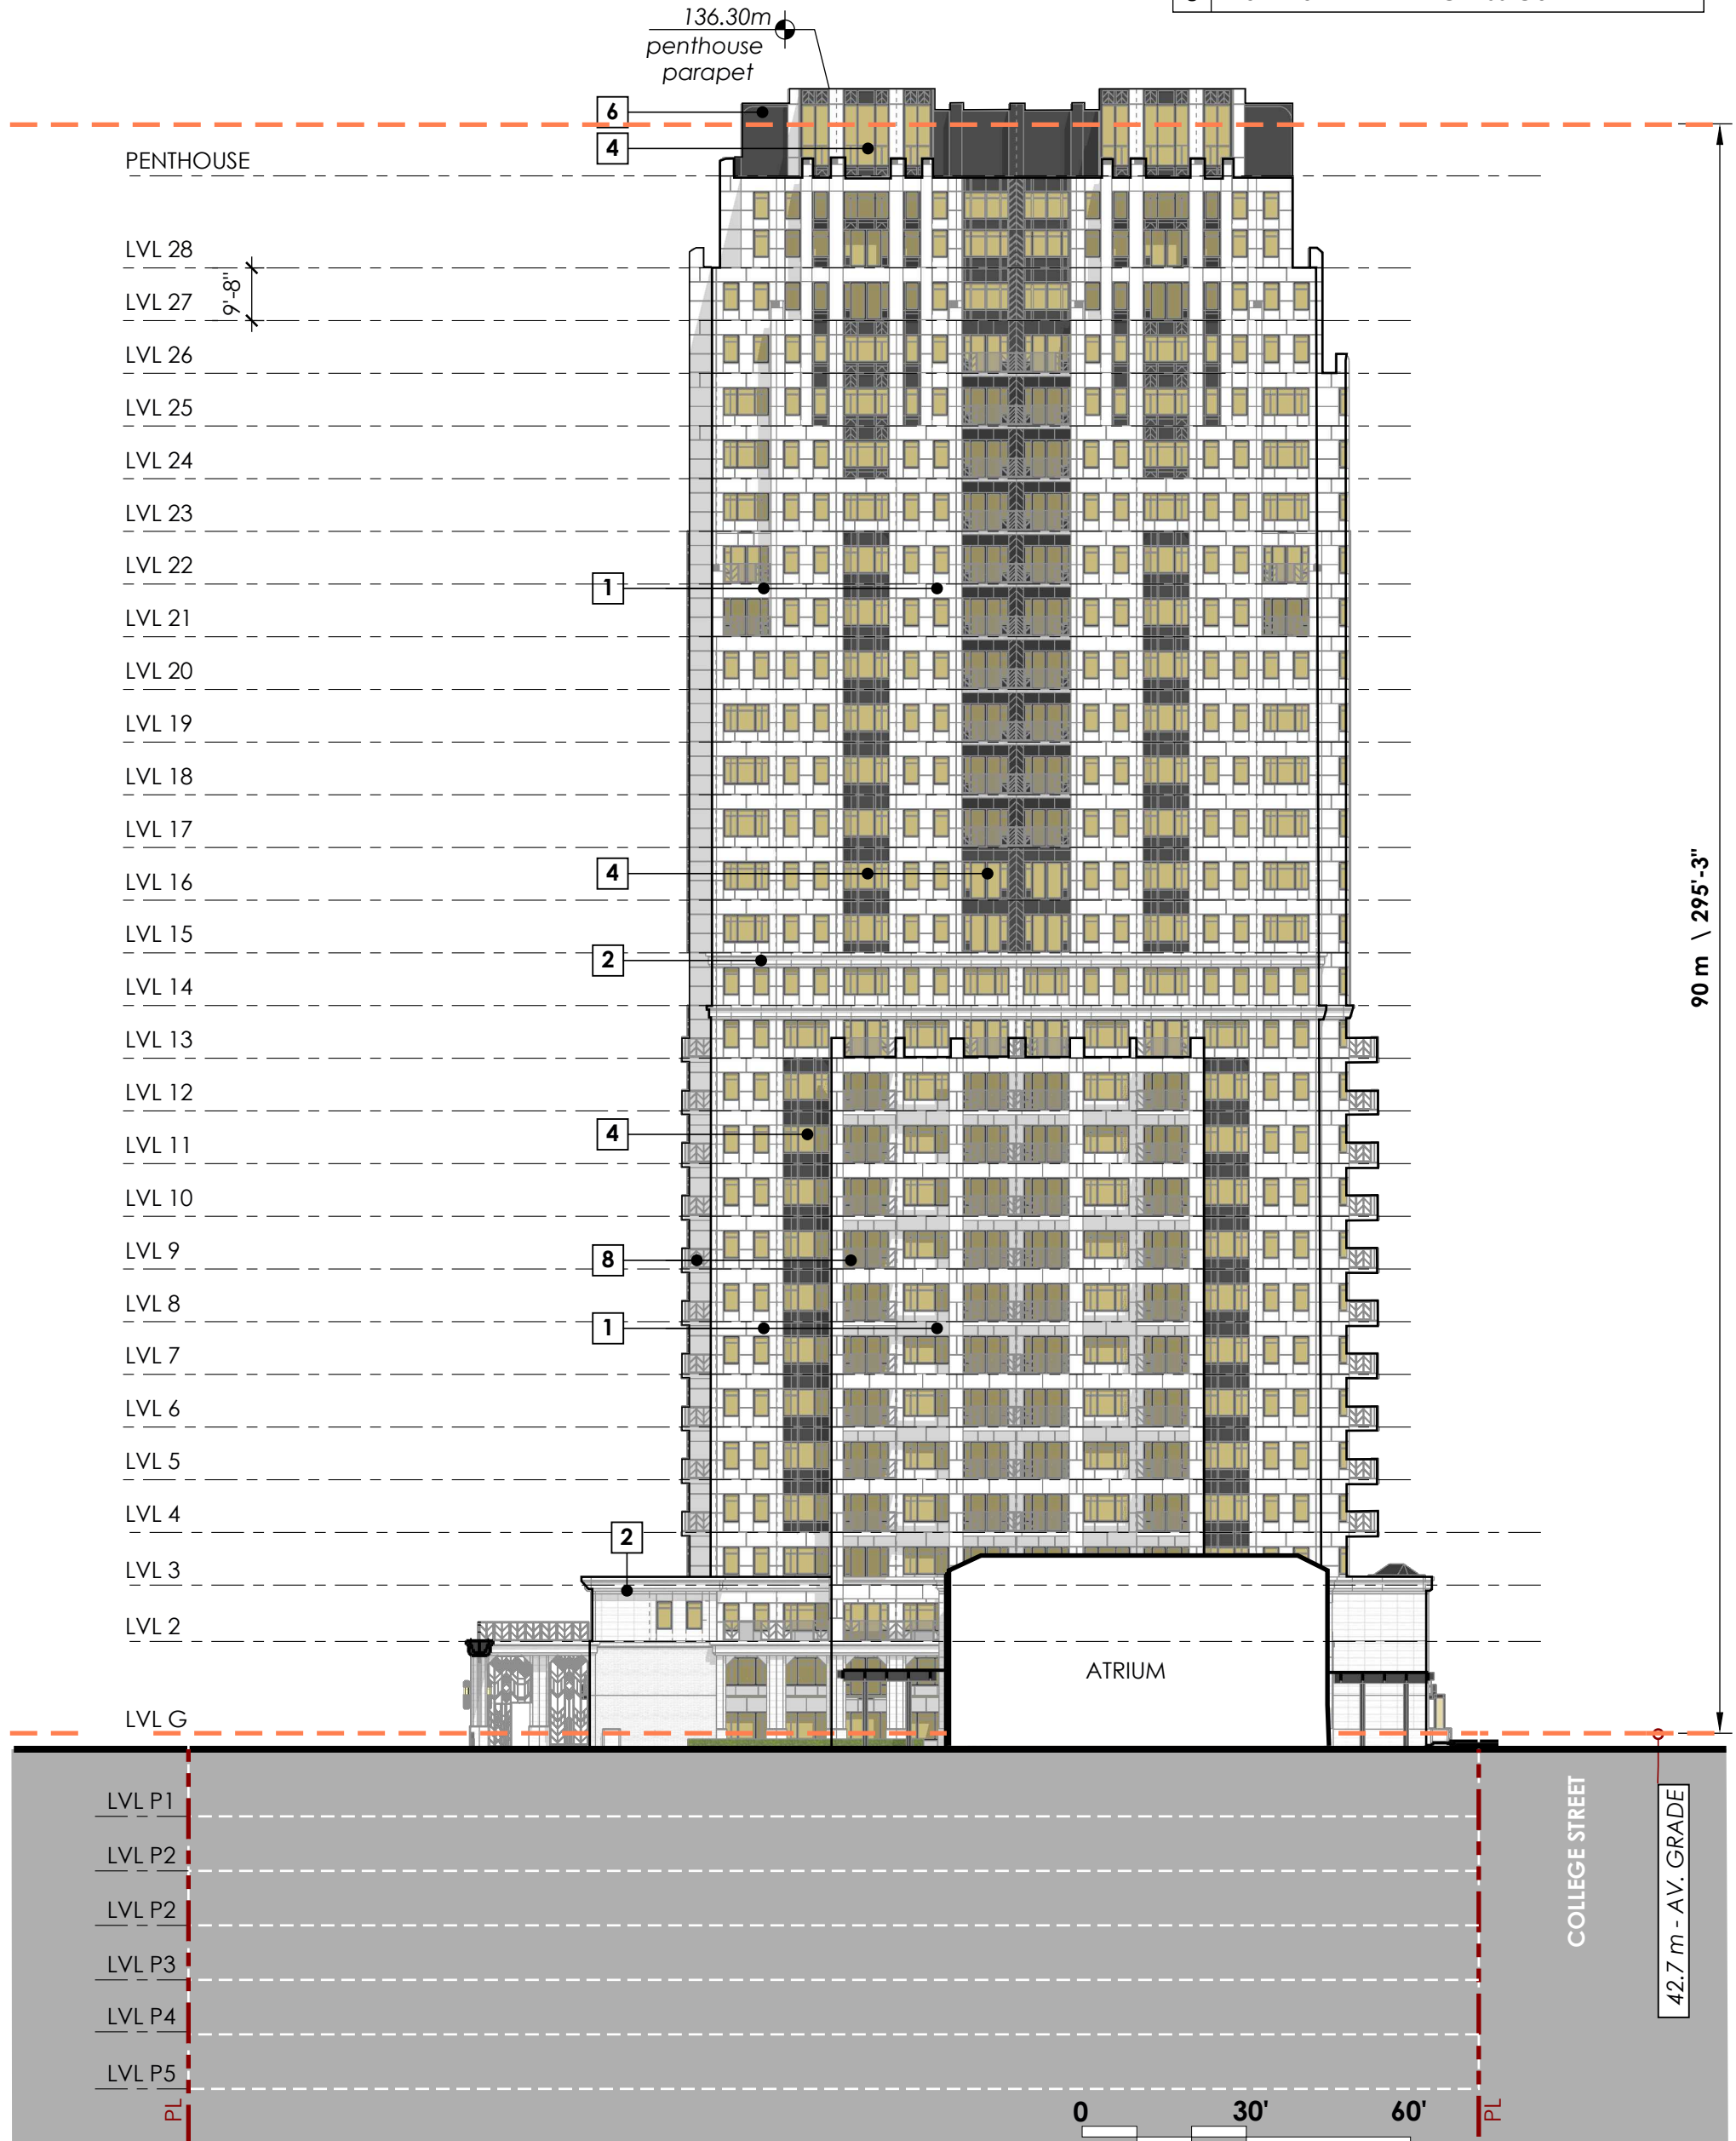 136.30m
penthouse
parapet
6
4
PENTHOUSE
LVL 28
9'-8"
LVL 27
LVL 26
LVL 25
LVL 24
LVL 23
LVL 22
1
LVL 21
LVL 20
LVL 19
LVL 18
LVL 17
4
LVL 16
90 m \ 295'-3"
LVL 15
2
LVL 14
LVL 13
LVL 12
4
LVL 11
LVL 10
LVL 9
8
LVL 8
1
LVL 7
LVL 6
LVL 5
LVL 4
2
LVL 3
LVL 2
ATRIUM
LVL G
LVL P1
LVL P2
LVL P2
LVL P3
LVL P4
LVL P5
COLLEGE STREET
42.7 m - AV. GRADE
PL
PL
0 30' 60'